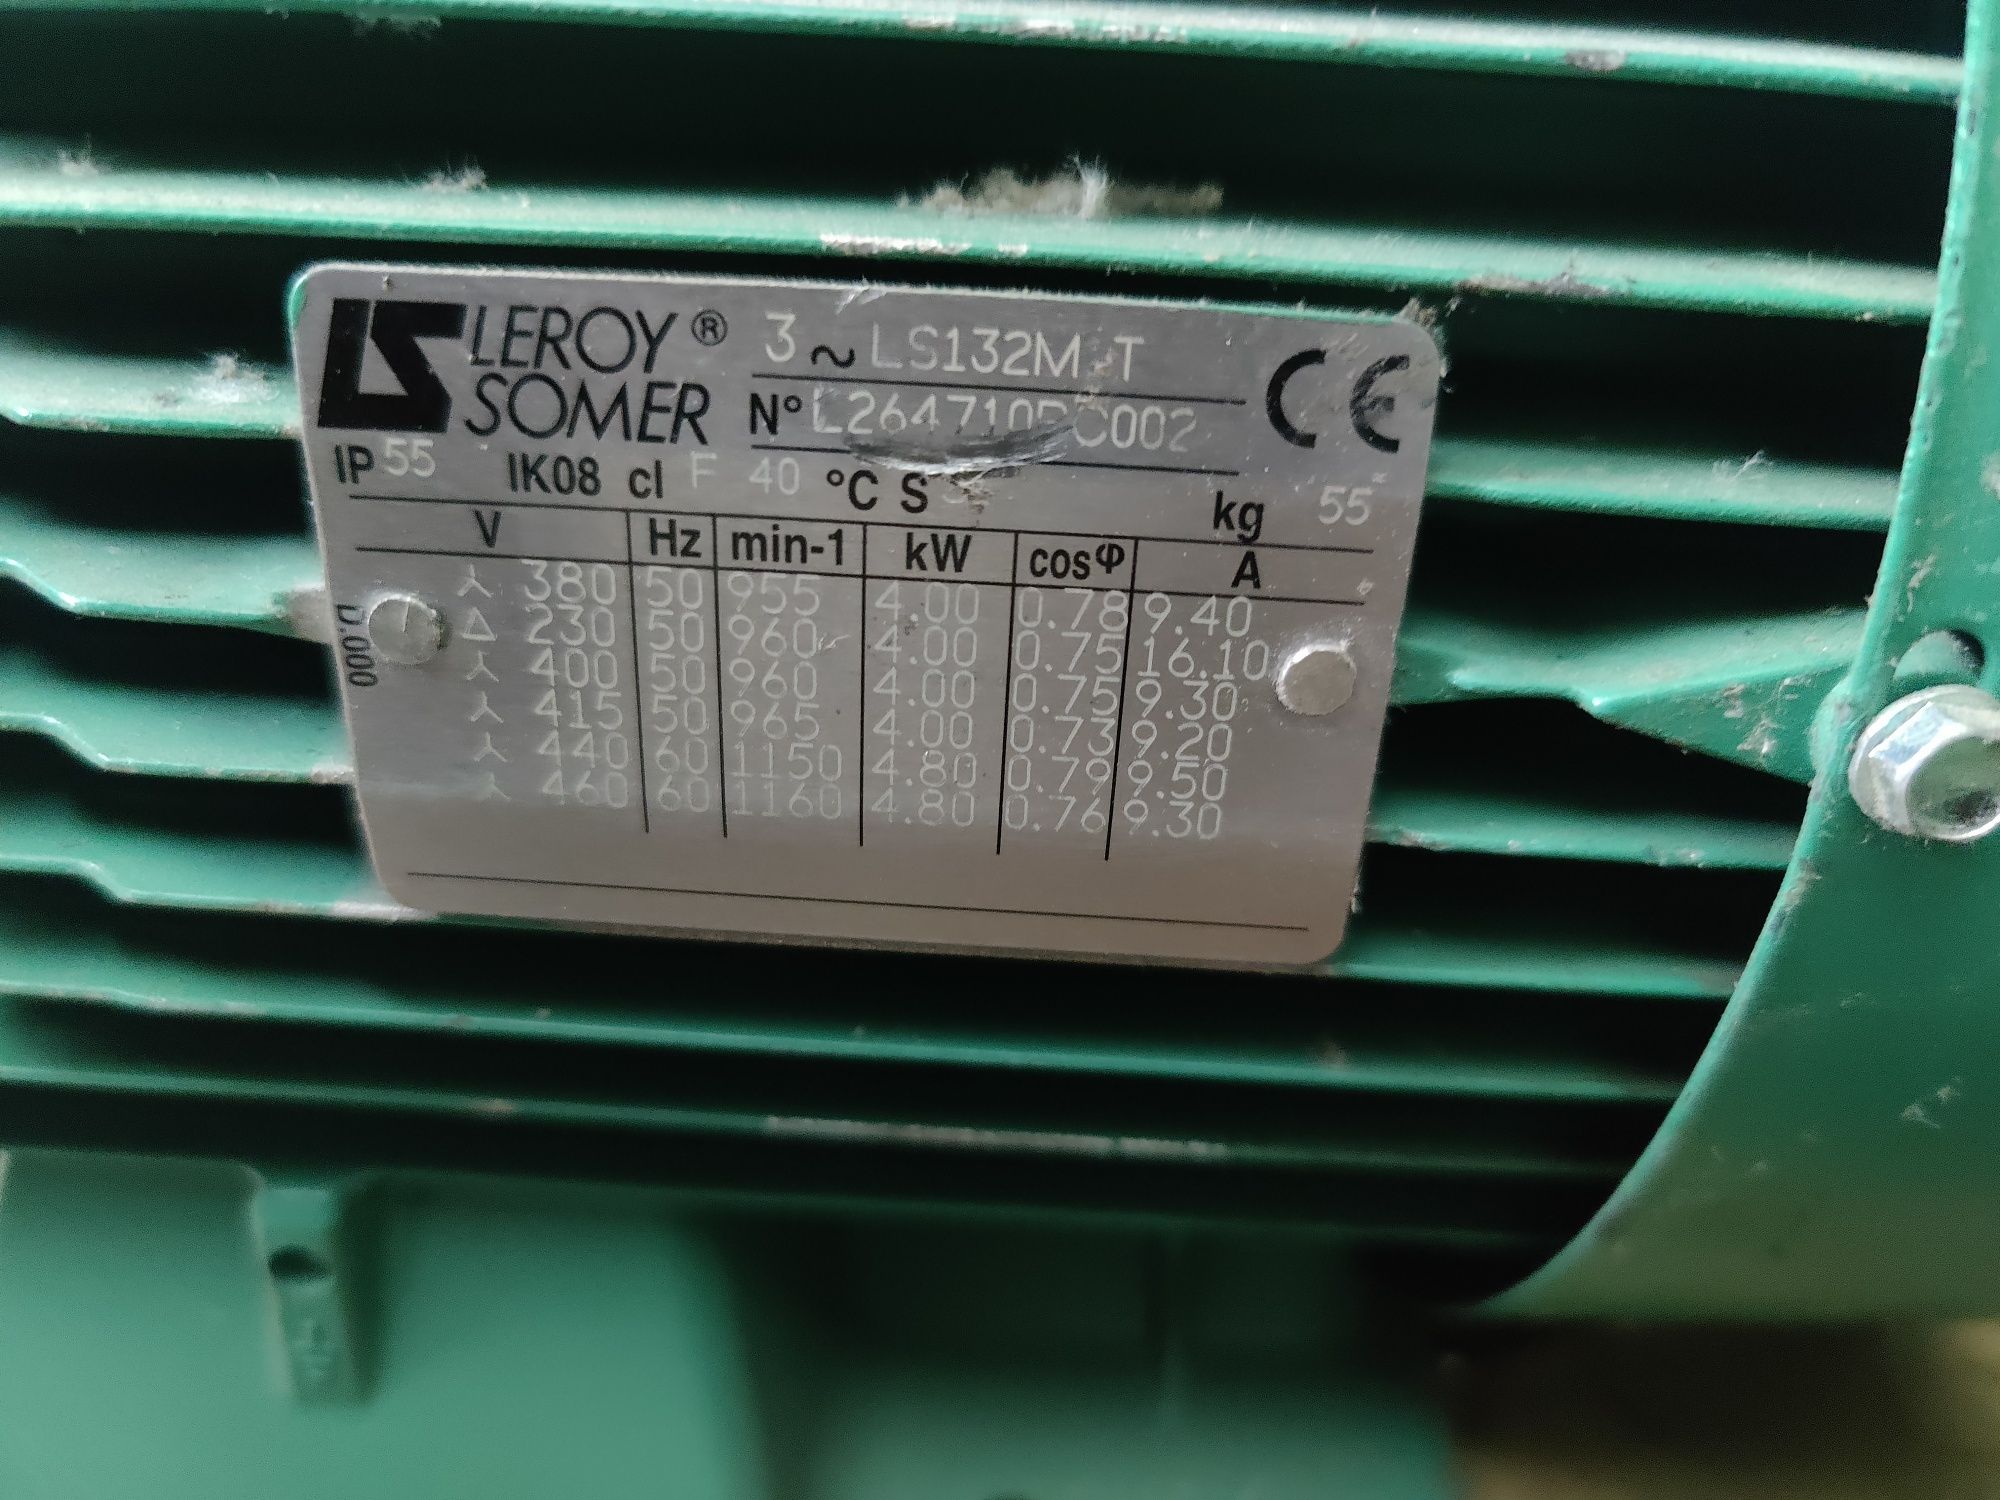 LEROY® 3 ~ LS132M-T CE
SOMER N°
IP 55 IK08 cl F 40 °C S kg 55
V Hz min-1 kW cosφ A
⅄ 380 50 955 4.00 0.78 9.40
Δ 230 50 960 4.00 0.75 16.10
⅄ 400 50 960 4.00 0.75 9.30
⅄ 415 50 965 4.00 0.73 9.20
⅄ 440 60 1150 4.80 0.79 9.50
⅄ 460 60 1160 4.80 0.76 9.30
D.000